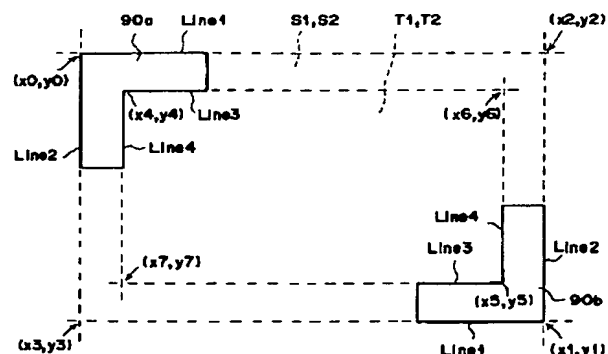 90a Line1 S1,S2 T1,T2 (x2,y2)
(x0,y0)
(x4,y4) Line3 (x6,y6)
Line2 Line4
Line4
Line3 Line2
(x7,y7)
(x5,y5) 90b
(x3,y3) Line1 (x1,y1)